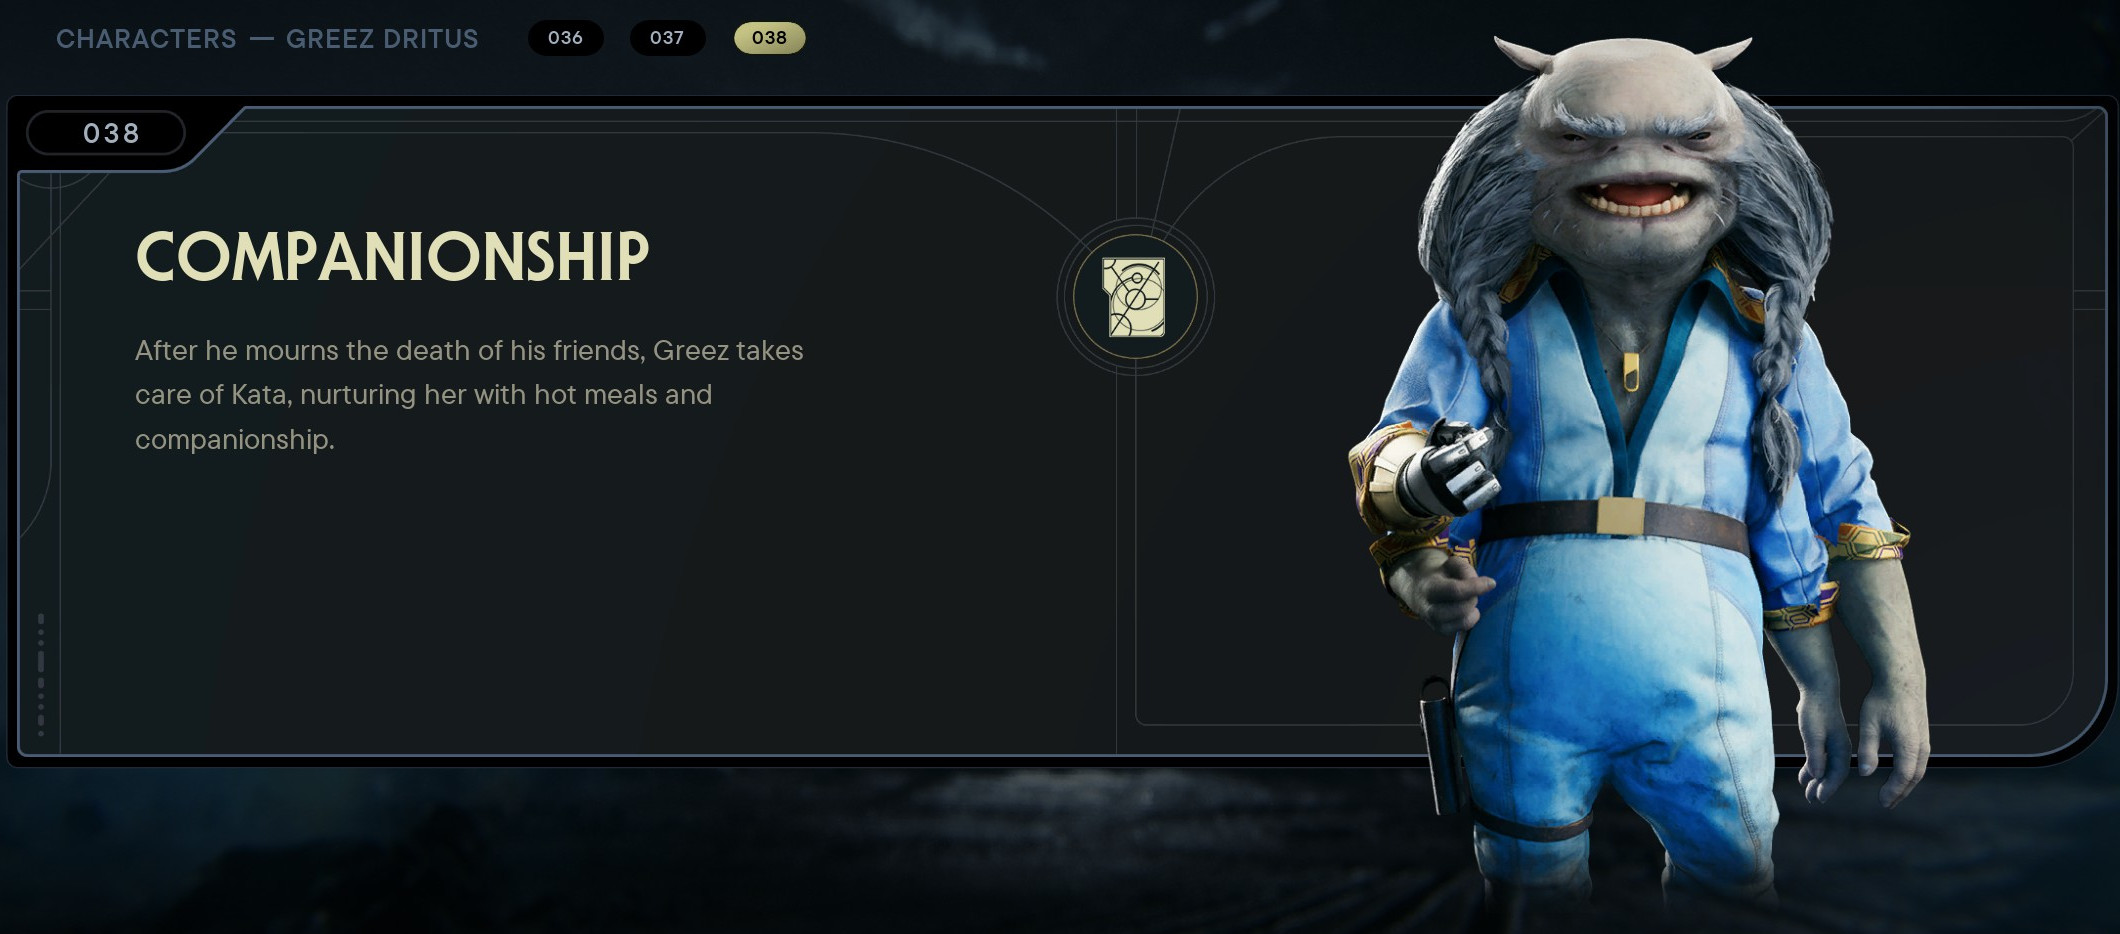 CHARACTERS — GREEZ DRITUS 036 037 038
038
COMPANIONSHIP
After he mourns the death of his friends, Greez takes
care of Kata, nurturing her with hot meals and
companionship.